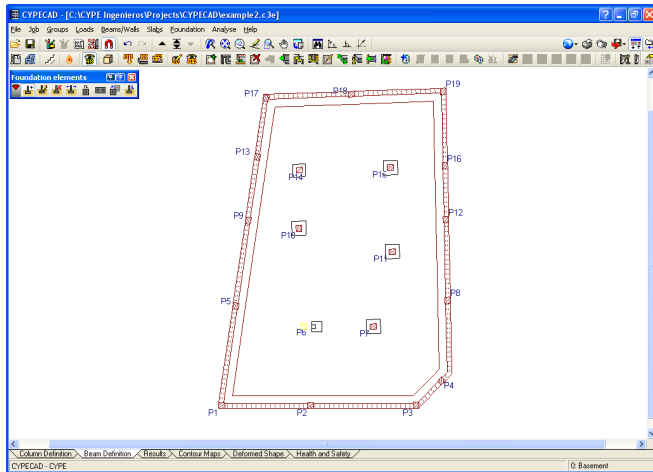 CYPECAD - [C:\CYPE Ingenieros\Projects\CYPECAD\example2.c3e]
File Job Groups Loads Beams/Walls Slabs Foundation Analyse Help
Foundation elements
P17
P18
P19
P13
P14
P15
P16
P9
P10
P12
P11
P5
P8
P6
P7
P4
P1
P2
P3
Column Definition Beam Definition Results Contour Maps Deformed Shape Health and Safety
CYPECAD - CYPE
0: Basement